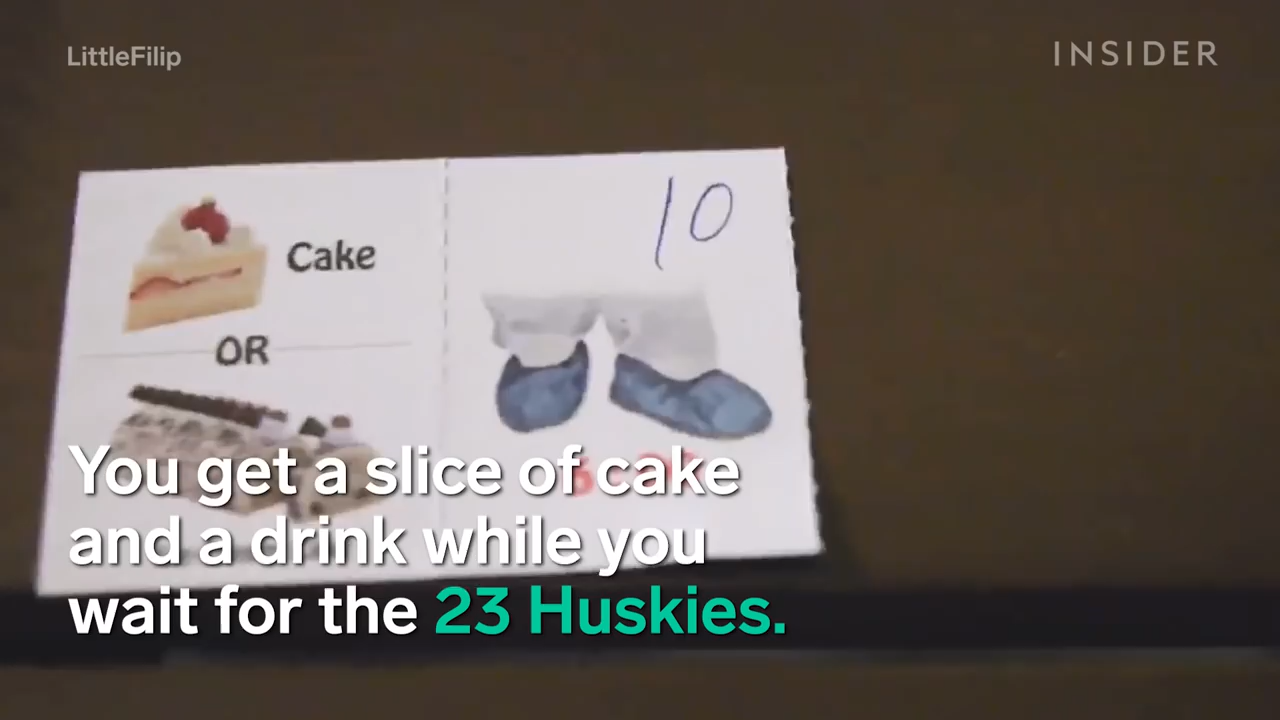 LittleFilip
INSIDER
10
Cake
OR
You get a slice of cake
and a drink while you
wait for the 23 Huskies.